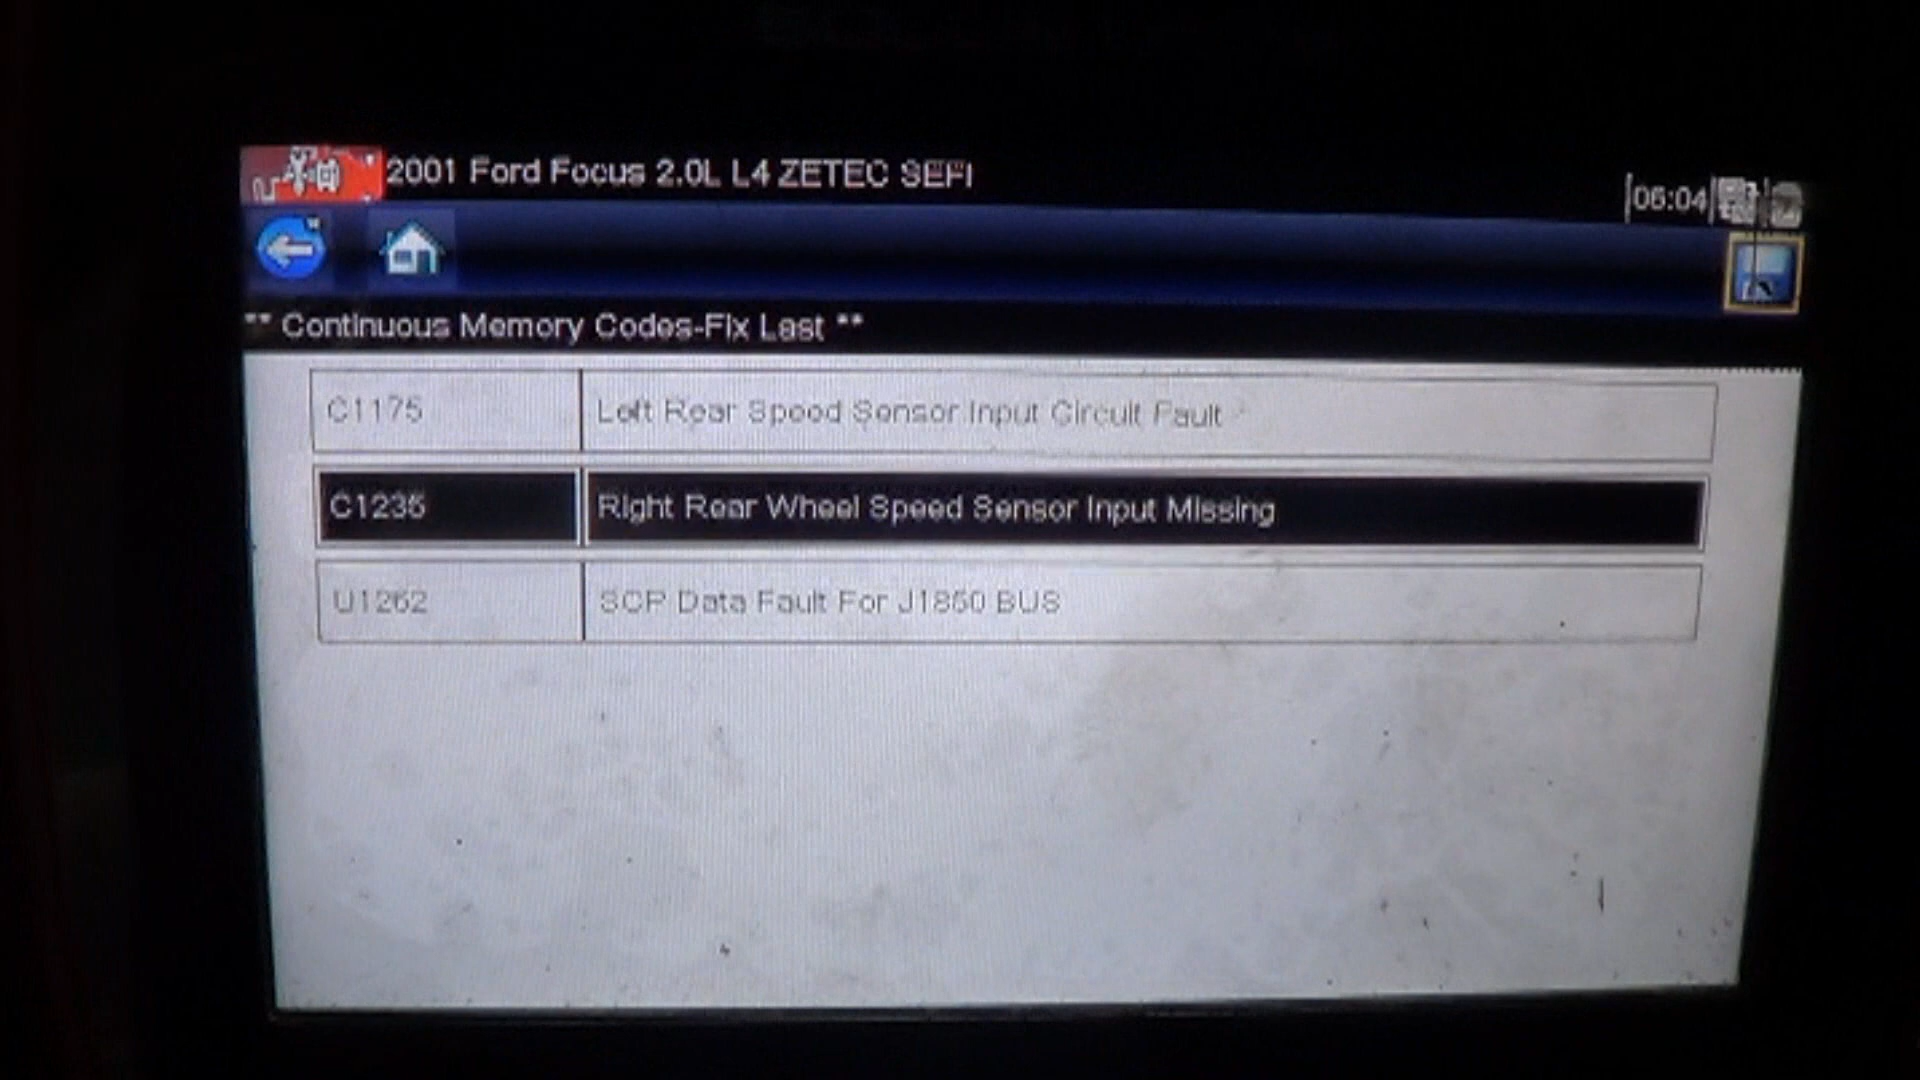 2001 Ford Focus 2.0L L4 ZETEC SEFI
06:04
** Continuous Memory Codes-Fix Last **
C1175 Left Rear Speed Sensor Input Circuit Fault
C1235 Right Rear Wheel Speed Sensor Input Missing
U1262 SCP Data Fault For J1850 BUS